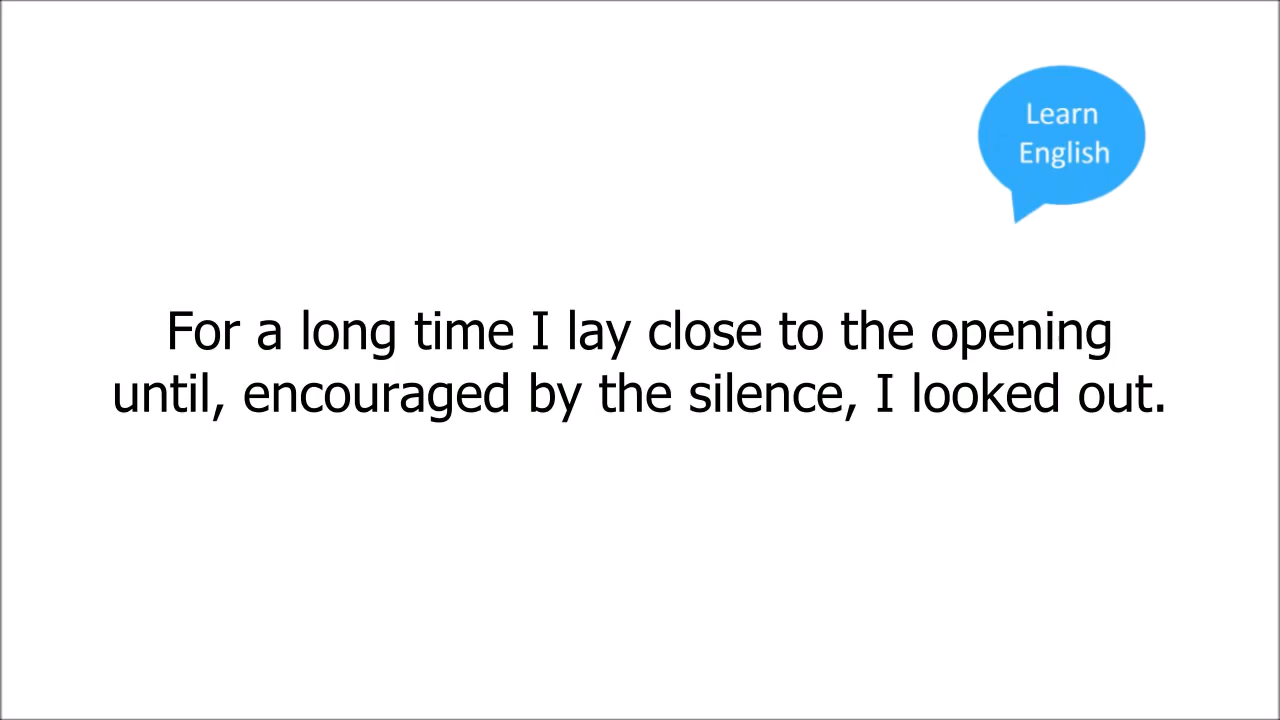 Learn
English
For a long time I lay close to the opening
until, encouraged by the silence, I looked out.